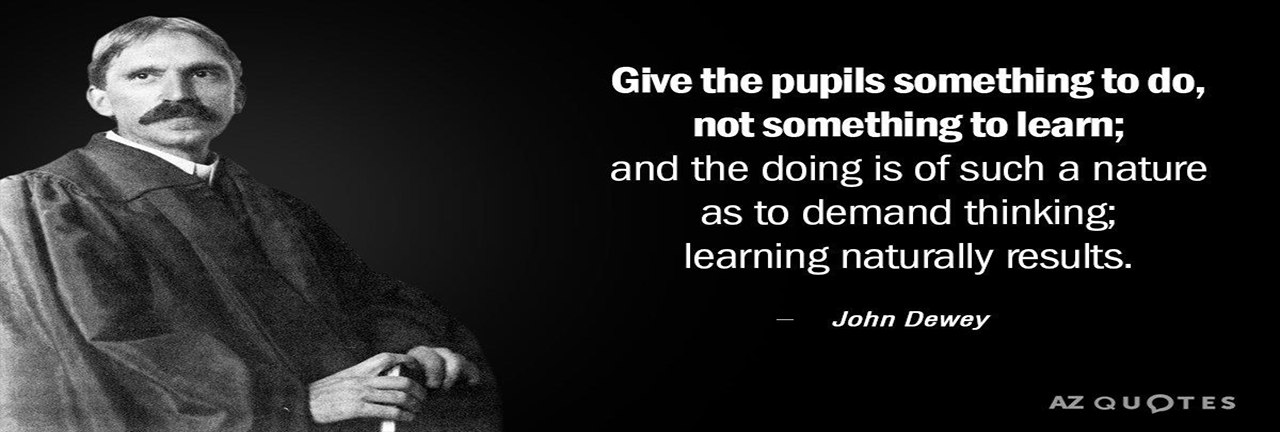 Give the pupils something to do,
not something to learn;
and the doing is of such a nature
as to demand thinking;
learning naturally results.
— John Dewey
AZ QUOTES